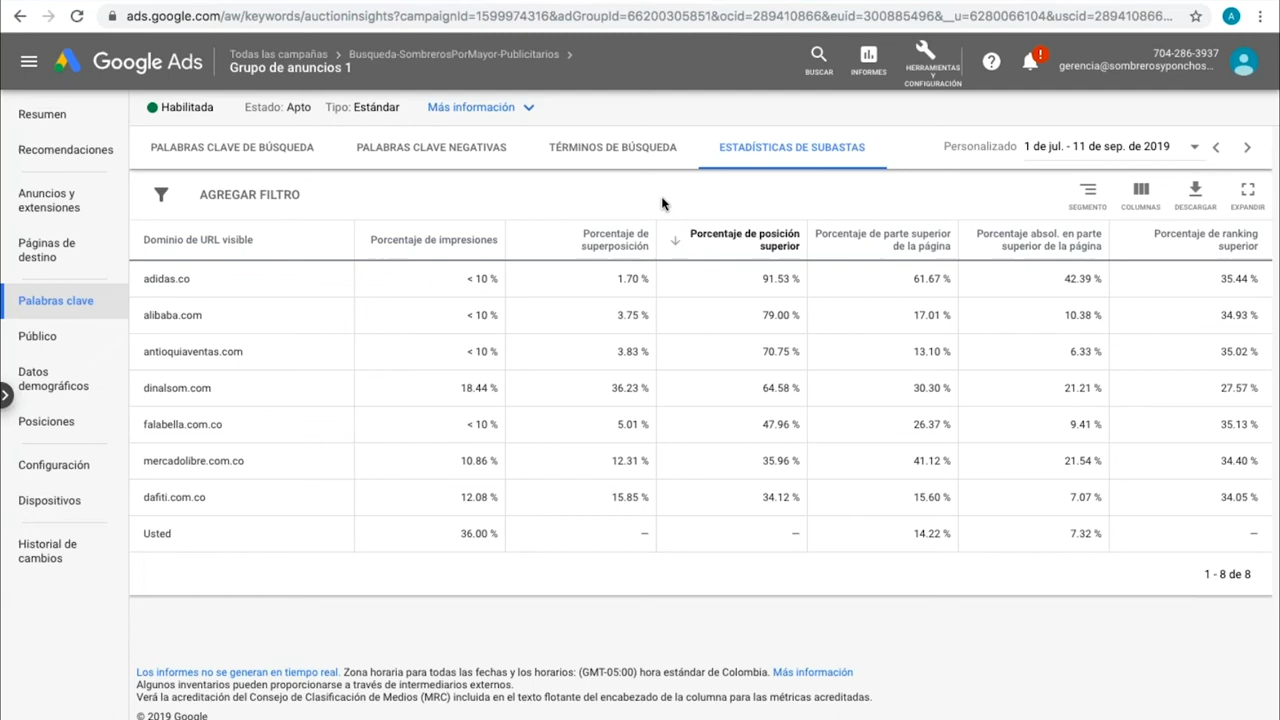 ads.google.com/aw/keywords/auctioninsights?campaignId=1599974316&adGroupId=66200305851&ocid=289410866&euid=300885496&__u=6280066104&uscid=289410866...
A
Google Ads
Todas las campañas > Busqueda-SombrerosPorMayor-Publicitarios >
Grupo de anuncios 1
BUSCAR
INFORMES
HERRAMIENTAS
Y
CONFIGURACIÓN
!
704-286-3937
gerencia@sombrerosyponchos...
Habilitada Estado: Apto Tipo: Estándar Más información
Resumen
Recomendaciones
Anuncios y
extensiones
Páginas de
destino
Palabras clave
Público
Datos
demográficos
Posiciones
Configuración
Dispositivos
Historial de
cambios
PALABRAS CLAVE DE BÚSQUEDA PALABRAS CLAVE NEGATIVAS TÉRMINOS DE BÚSQUEDA ESTADÍSTICAS DE SUBASTAS Personalizado 1 de jul. - 11 de sep. de 2019
AGREGAR FILTRO
SEGMENTO COLUMNAS DESCARGAR EXPANDIR
Dominio de URL visible Porcentaje de impresiones Porcentaje de superposición Porcentaje de posición superior Porcentaje de parte superior de la página Porcentaje absol. en parte superior de la página Porcentaje de ranking superior
adidas.co < 10 % 1.70 % 91.53 % 61.67 % 42.39 % 35.44 %
alibaba.com < 10 % 3.75 % 79.00 % 17.01 % 10.38 % 34.93 %
antioquiaventas.com < 10 % 3.83 % 70.75 % 13.10 % 6.33 % 35.02 %
dinalsom.com 18.44 % 36.23 % 64.58 % 30.30 % 21.21 % 27.57 %
falabella.com.co < 10 % 5.01 % 47.96 % 26.37 % 9.41 % 35.13 %
mercadolibre.com.co 10.86 % 12.31 % 35.96 % 41.12 % 21.54 % 34.40 %
dafiti.com.co 12.08 % 15.85 % 34.12 % 15.60 % 7.07 % 34.05 %
Usted 36.00 % — — 14.22 % 7.32 % —
1 - 8 de 8
Los informes no se generan en tiempo real. Zona horaria para todas las fechas y los horarios: (GMT-05:00) hora estándar de Colombia. Más información
Algunos inventarios pueden proporcionarse a través de intermediarios externos.
Verá la acreditación del Consejo de Clasificación de Medios (MRC) incluida en el texto flotante del encabezado de la columna para las métricas acreditadas.
© 2019 Google